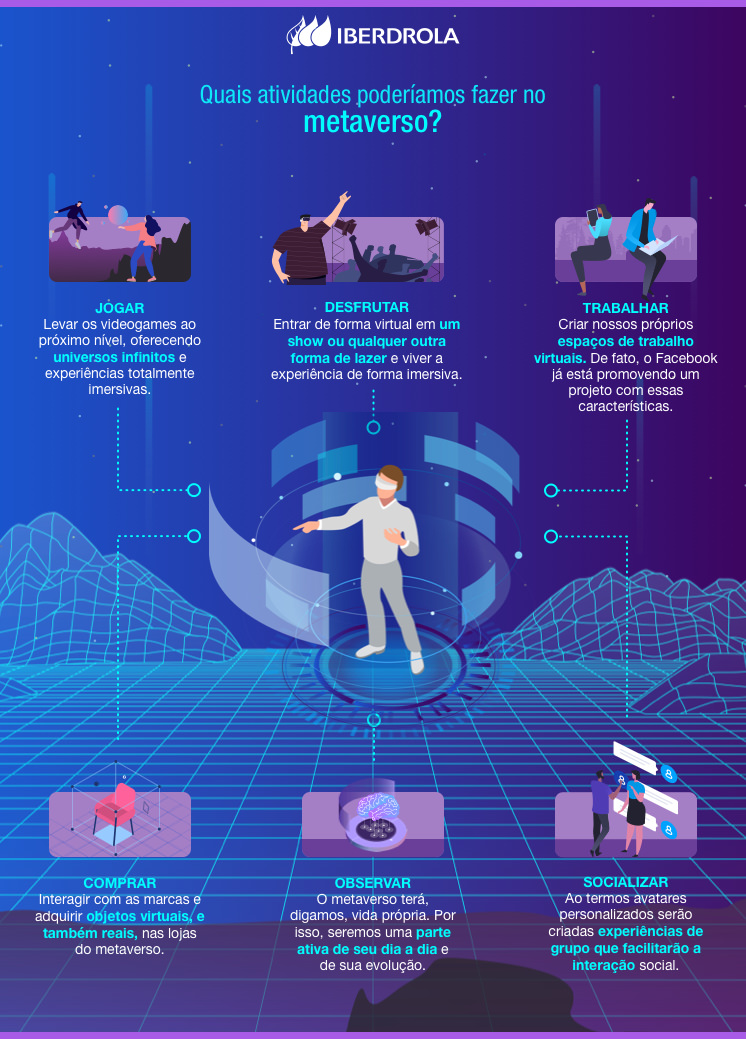 IBERDROLA
Quais atividades poderíamos fazer no
metaverso?
JOGAR
Levar os videogames ao
próximo nível, oferecendo
universos infinitos e
experiências totalmente
imersivas.
DESFRUTAR
Entrar de forma virtual em um
show ou qualquer outra
forma de lazer e viver a
experiência de forma imersiva.
TRABALHAR
Criar nossos próprios
espaços de trabalho
virtuais. De fato, o Facebook
já está promovendo um
projeto com essas
características.
COMPRAR
Interagir com as marcas e
adquirir objetos virtuais, e
também reais, nas lojas
do metaverso.
OBSERVAR
O metaverso terá,
digamos, vida própria. Por
isso, seremos uma parte
ativa de seu dia a dia e
de sua evolução.
SOCIALIZAR
Ao termos avatares
personalizados serão
criadas experiências de
grupo que facilitarão a
interação social.